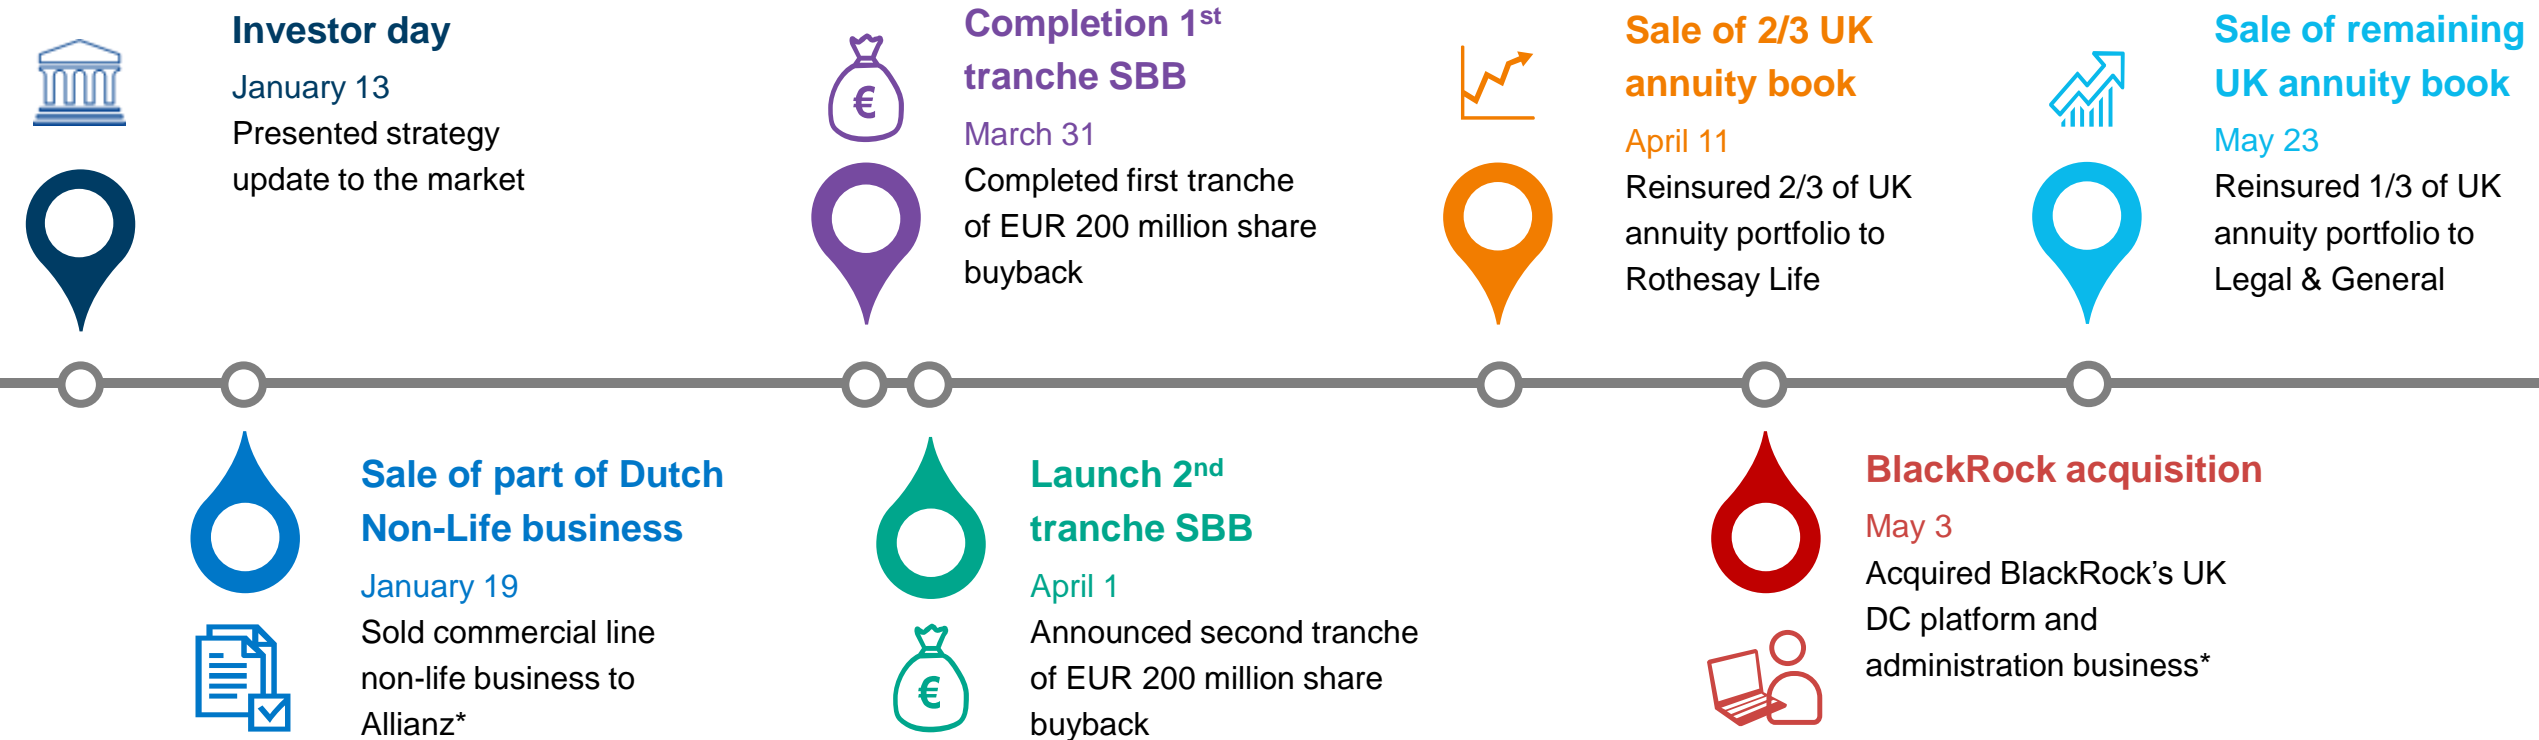 Investor day
January 13
Presented strategy
update to the market
Completion 1st
tranche SBB
March 31
Completed first tranche
of EUR 200 million share
buyback
€
Sale of 2/3 UK
annuity book
April 11
Reinsured 2/3 of UK
annuity portfolio to
Rothesay Life
Sale of remaining
UK annuity book
May 23
Reinsured 1/3 of UK
annuity portfolio to
Legal & General
Sale of part of Dutch
Non-Life business
January 19
Sold commercial line
non-life business to
Allianz*
Launch 2nd
tranche SBB
April 1
Announced second tranche
of EUR 200 million share
buyback
€
BlackRock acquisition
May 3
Acquired BlackRock’s UK
DC platform and
administration business*